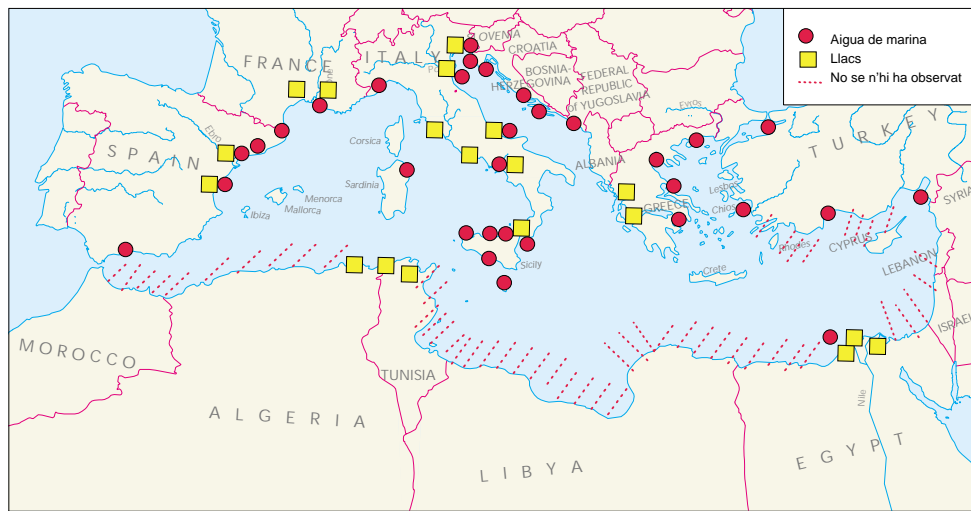 Aigua de marina
Llacs
No se n'hi ha observat
SLOVENIA
CROATIA
FRANCE
ITALY
BOSNIA-
HERZEGOVINA
FEDERAL
REPUBLIC
of YUGOSLAVIA
Evros
TURKEY
Ebro
SPAIN
Corsica
ALBANIA
Sardinia
Menorca
Mallorca
Ibiza
Lesbos
GREECE
Chios
SYRIA
Rhodes
CYPRUS
Sicily
Crete
LEBANON
ISRAEL
MOROCCO
TUNISIA
Nile
ALGERIA
LIBYA
EGYPT